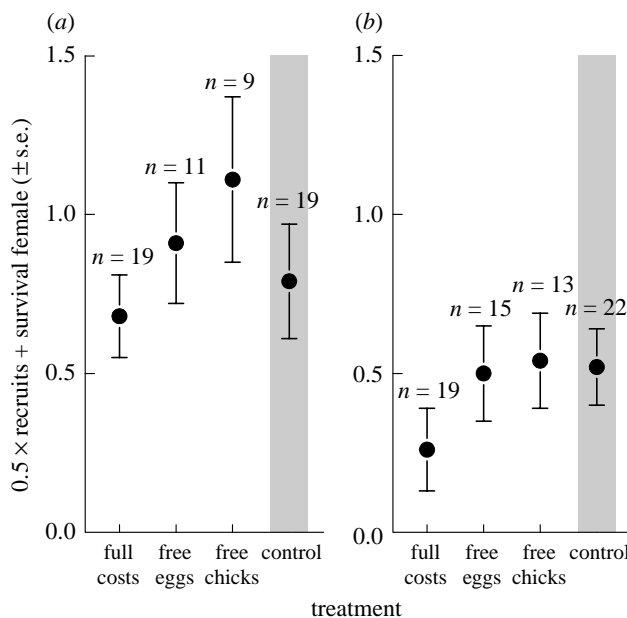 (a)
(b)
0.5 × recruits + survival female (± s.e.)
1.5
1.0
0.5
0.0
n = 19
n = 11
n = 9
n = 19
full costs
free eggs
free chicks
control
1.5
1.0
0.5
0.0
n = 19
n = 15
n = 13
n = 22
full costs
free eggs
free chicks
control
treatment